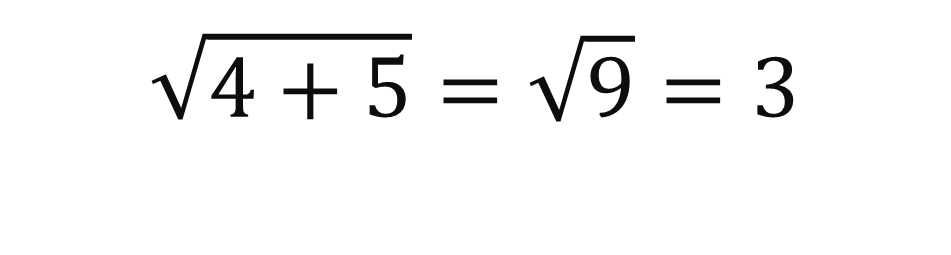 √(4 + 5) = √9 = 3